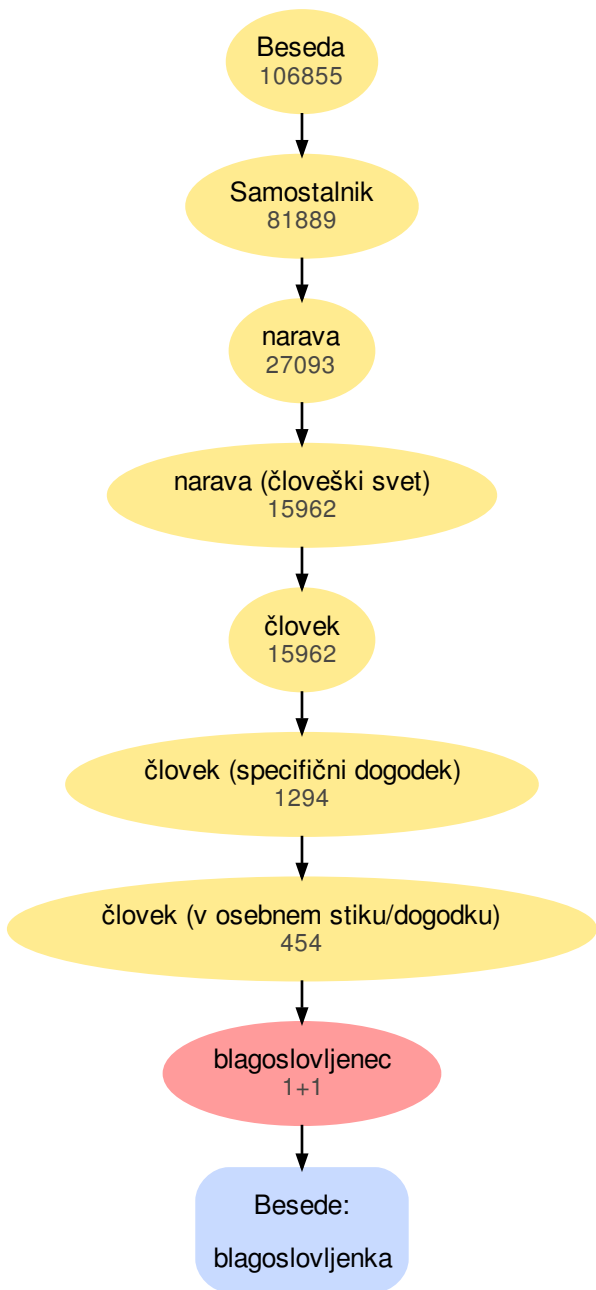 Beseda
106855
Samostalnik
81889
narava
27093
narava (človeški svet)
15962
človek
15962
človek (specifični dogodek)
1294
človek (v osebnem stiku/dogodku)
454
blagoslovljenec
1+1
Besede:
blagoslovljenka